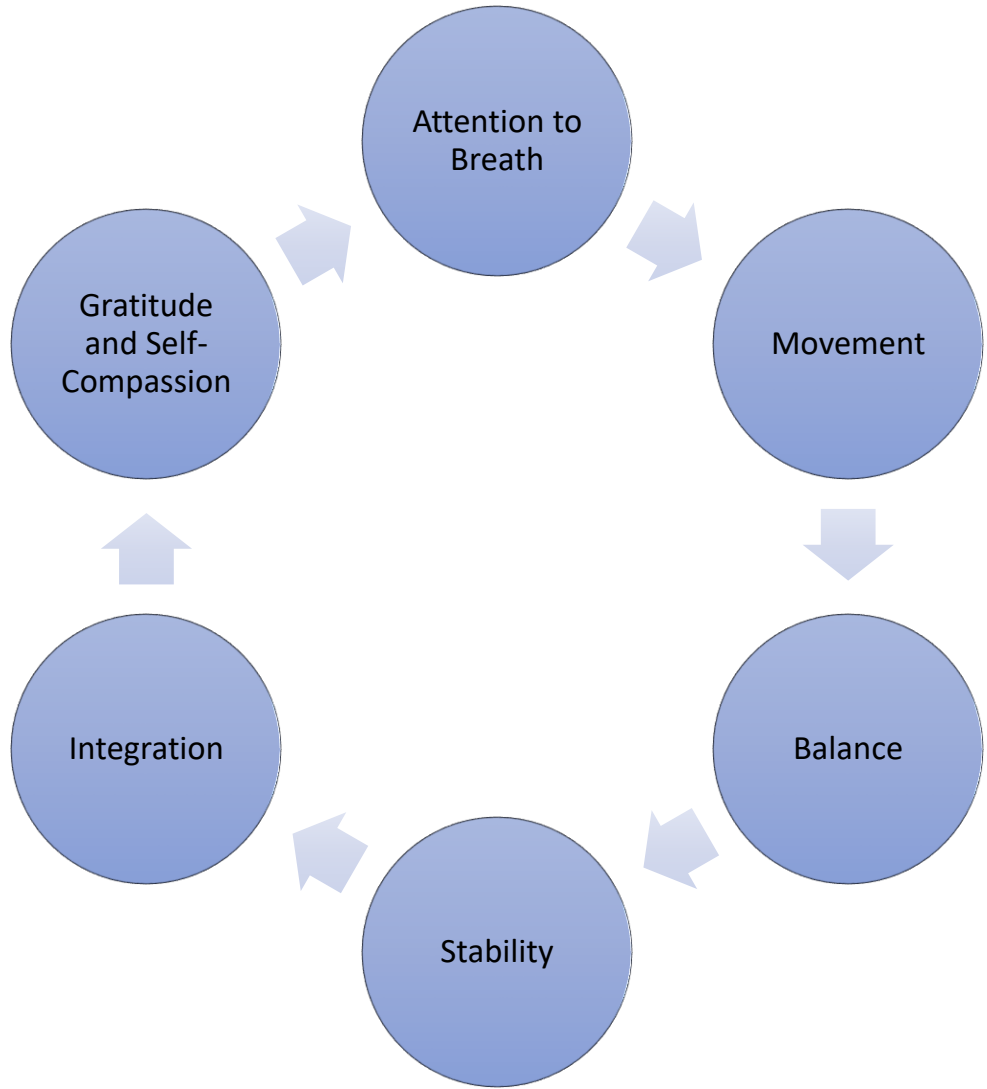 Attention to
Breath
Movement
Balance
Stability
Integration
Gratitude
and Self-
Compassion